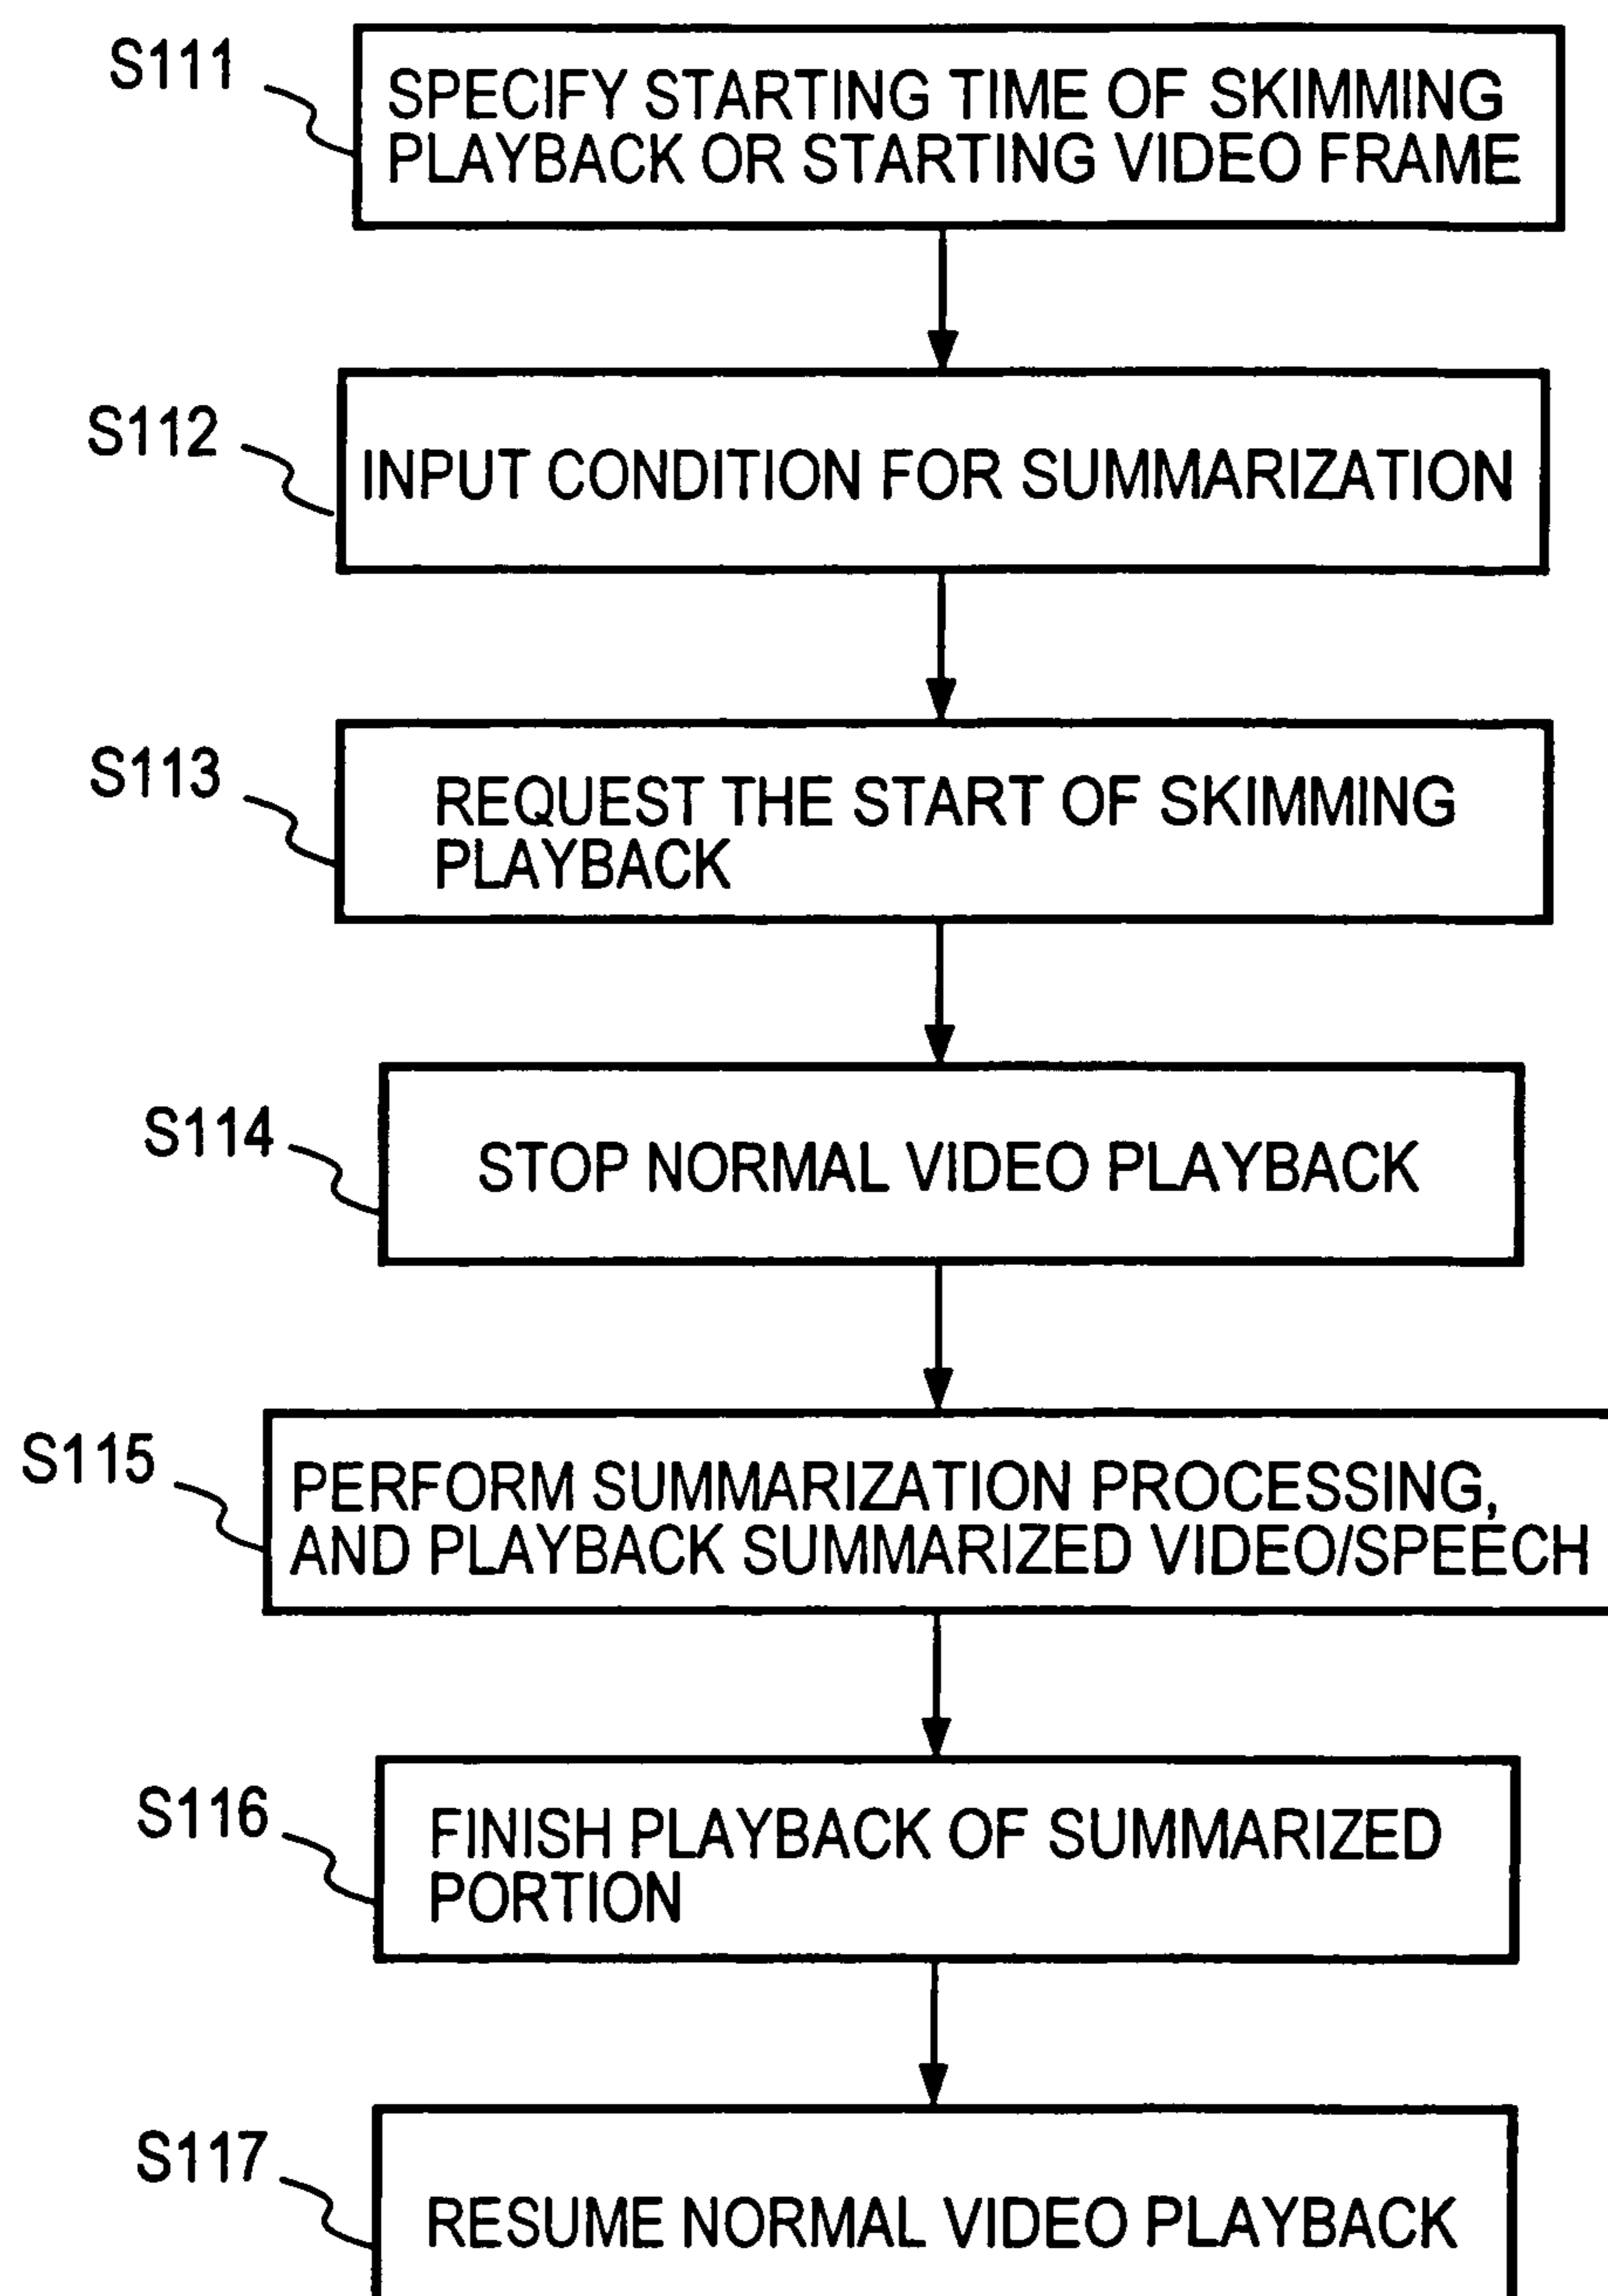 S111
SPECIFY STARTING TIME OF SKIMMING
PLAYBACK OR STARTING VIDEO FRAME
S112
INPUT CONDITION FOR SUMMARIZATION
S113
REQUEST THE START OF SKIMMING
PLAYBACK
S114
STOP NORMAL VIDEO PLAYBACK
S115
PERFORM SUMMARIZATION PROCESSING,
AND PLAYBACK SUMMARIZED VIDEO/SPEECH
S116
FINISH PLAYBACK OF SUMMARIZED
PORTION
S117
RESUME NORMAL VIDEO PLAYBACK